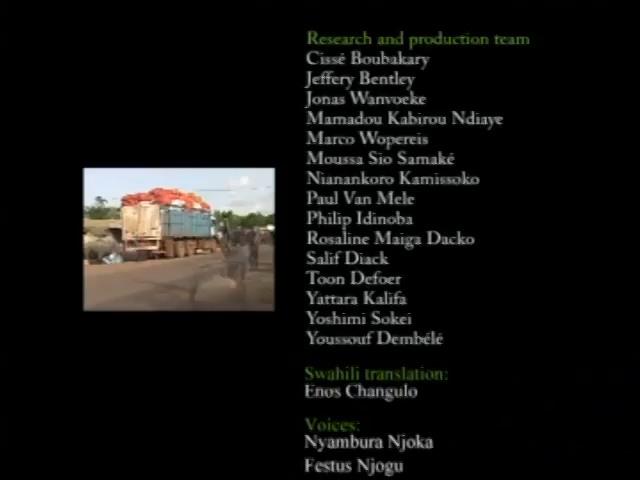 Research and production team
Cissé Boubakary
Jeffery Bentley
Jonas Wanvoeke
Mamadou Kabirou Ndiaye
Marco Wopereis
Moussa Sio Samaké
Nianankoro Kamissoko
Paul Van Mele
Philip Idinoba
Rosaline Maiga Dacko
Salif Diack
Toon Defoer
Yattara Kalifa
Yoshimi Sokei
Youssouf Dembélé
Swahili translation:
Enos Changulo
Voices:
Nyambura Njoka
Festus Njogu